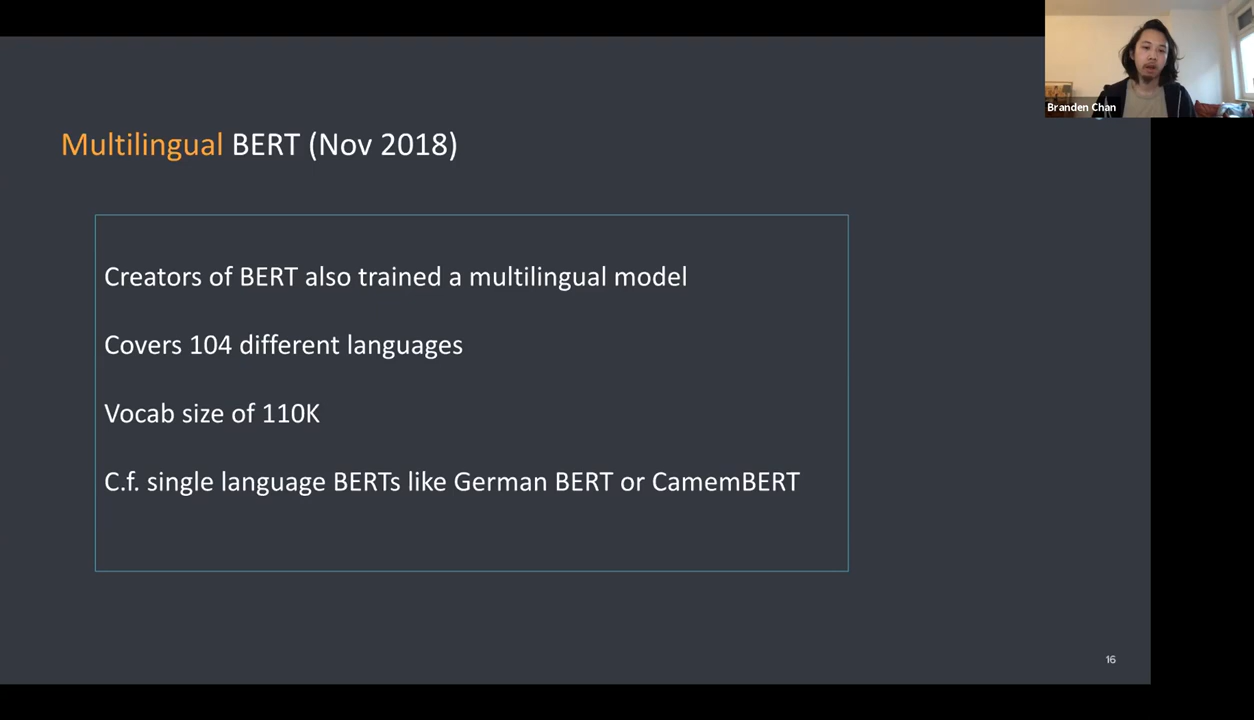 Branden Chan
Multilingual BERT (Nov 2018)
Creators of BERT also trained a multilingual model
Covers 104 different languages
Vocab size of 110K
C.f. single language BERTs like German BERT or CamemBERT
16